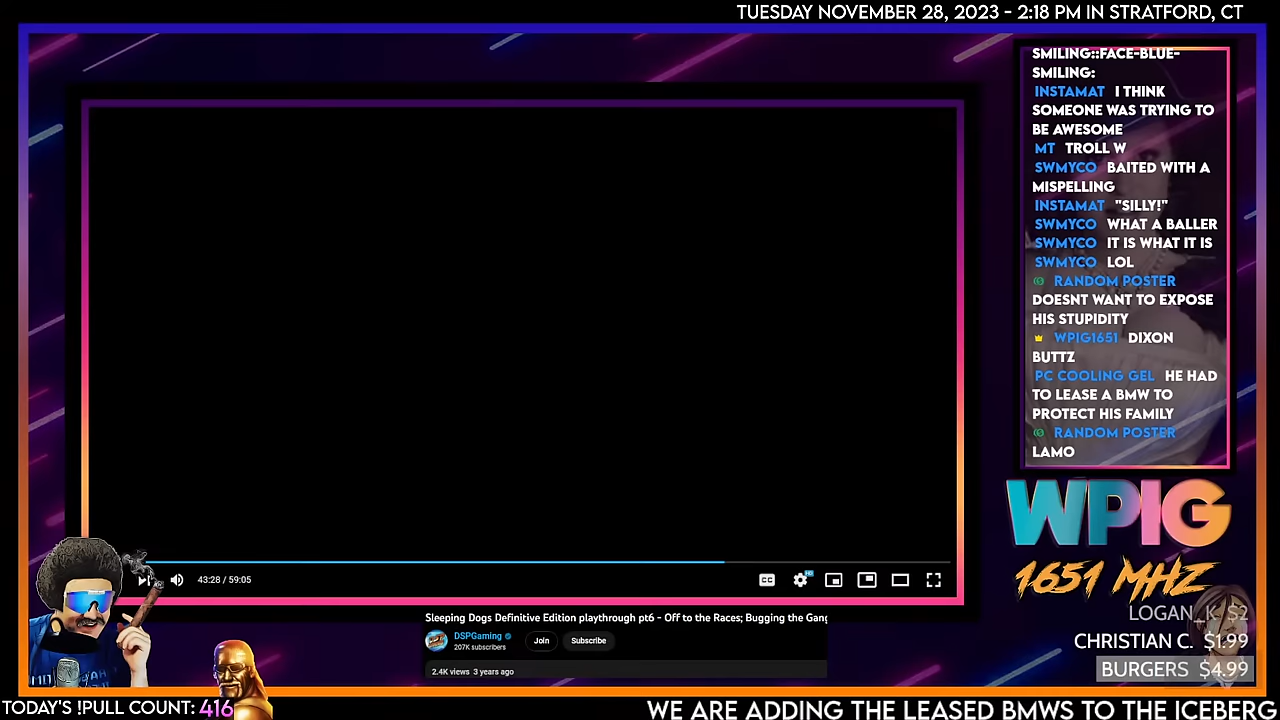 TUESDAY NOVEMBER 28, 2023 - 2:18 PM IN STRATFORD, CT
SMILING::FACE-BLUE-
SMILING:
INSTAMAT I THINK
SOMEONE WAS TRYING TO
BE AWESOME
MT TROLL W
SWMYCO BAITED WITH A
MISPELLING
INSTAMAT "SILLY!"
SWMYCO WHAT A BALLER
SWMYCO IT IS WHAT IT IS
SWMYCO LOL
RANDOM POSTER
DOESNT WANT TO EXPOSE
HIS STUPIDITY
WPIG1651 DIXON
BUTTZ
PC COOLING GEL HE HAD
TO LEASE A BMW TO
PROTECT HIS FAMILY
RANDOM POSTER
LAMO
WPIG
1651 MHZ
LOGAN_K $2
CHRISTIAN C. $1.99
BURGERS $4.99
43:28 / 59:05
CC
HD
Sleeping Dogs Definitive Edition playthrough pt6 - Off to the Races; Bugging the Gang
DSPGaming
207K subscribers
Join
Subscribe
2.4K views 3 years ago
TODAY'S !PULL COUNT: 416
WE ARE ADDING THE LEASED BMWS TO THE ICEBERG